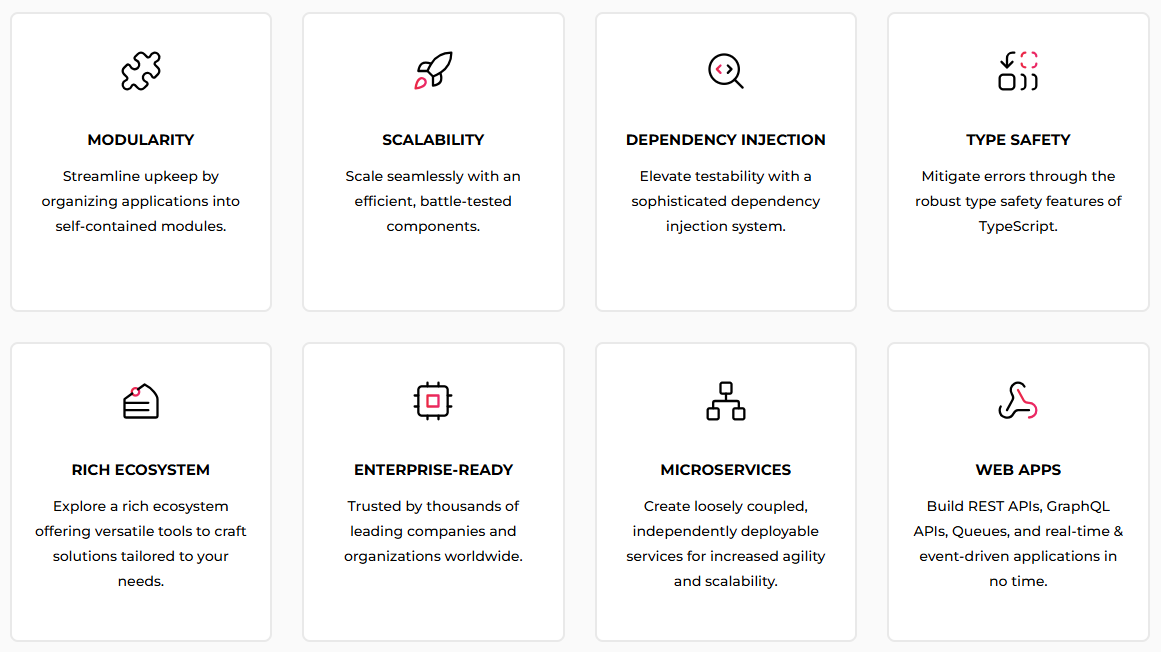 MODULARITY
Streamline upkeep by
organizing applications into
self-contained modules.
SCALABILITY
Scale seamlessly with an
efficient, battle-tested
components.
DEPENDENCY INJECTION
Elevate testability with a
sophisticated dependency
injection system.
TYPE SAFETY
Mitigate errors through the
robust type safety features of
TypeScript.
RICH ECOSYSTEM
Explore a rich ecosystem
offering versatile tools to craft
solutions tailored to your
needs.
ENTERPRISE-READY
Trusted by thousands of
leading companies and
organizations worldwide.
MICROSERVICES
Create loosely coupled,
independently deployable
services for increased agility
and scalability.
WEB APPS
Build REST APIs, GraphQL
APIs, Queues, and real-time &
event-driven applications in
no time.